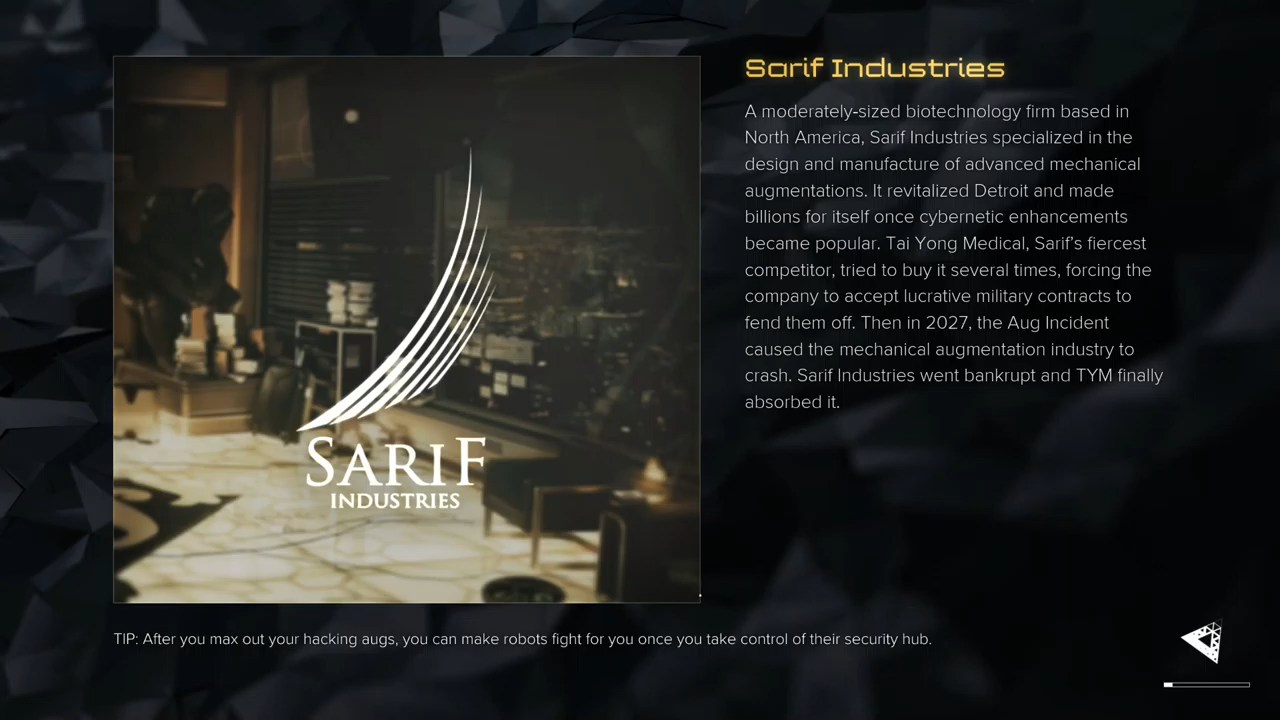 Sarif Industries
A moderately-sized biotechnology firm based in
North America, Sarif Industries specialized in the
design and manufacture of advanced mechanical
augmentations. It revitalized Detroit and made
billions for itself once cybernetic enhancements
became popular. Tai Yong Medical, Sarif's fiercest
competitor, tried to buy it several times, forcing the
company to accept lucrative military contracts to
fend them off. Then in 2027, the Aug Incident
caused the mechanical augmentation industry to
crash. Sarif Industries went bankrupt and TYM finally
absorbed it.
SARIF
INDUSTRIES
TIP: After you max out your hacking augs, you can make robots fight for you once you take control of their security hub.